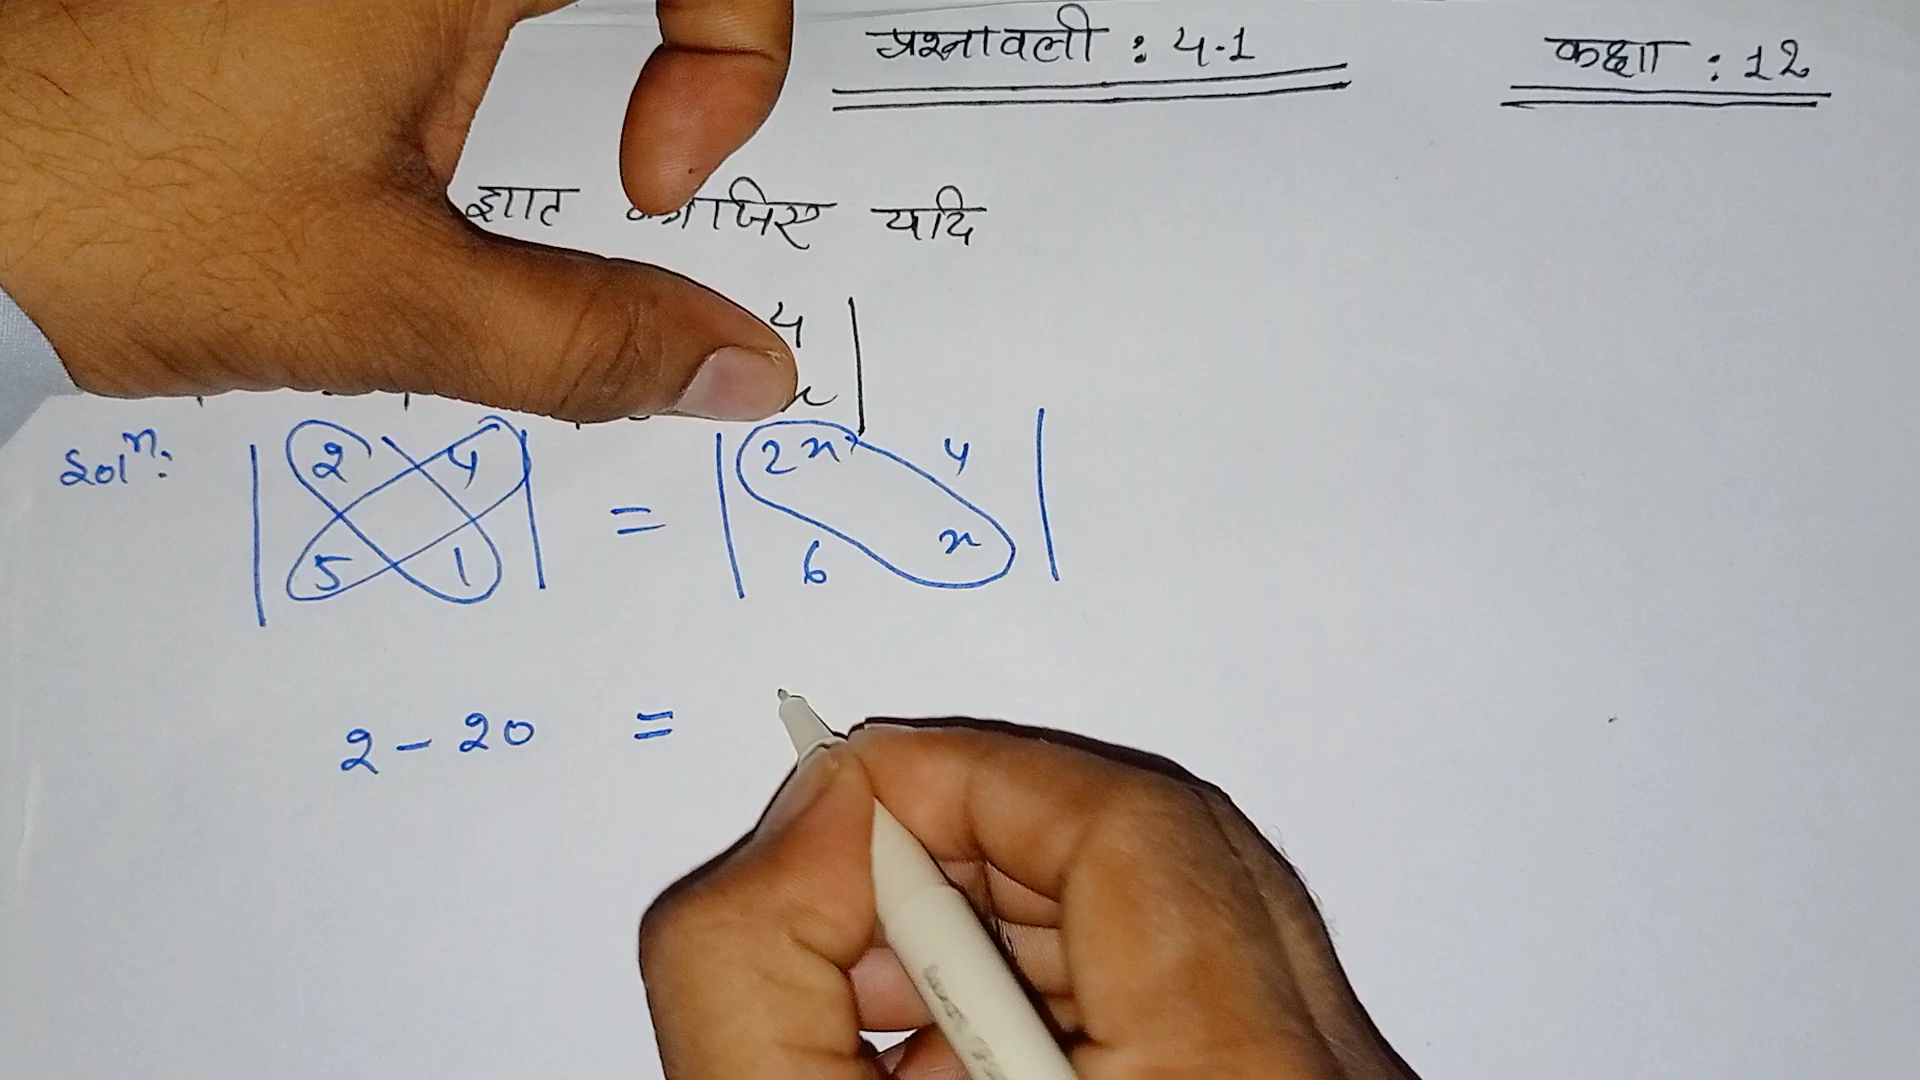 प्रश्नावली : 4.1
कक्षा : 12
ज्ञात कीजिए यदि
4
x
Solⁿ: | 2 4 | = | 2x 4 |
| 5 1 | | 6 x |
2 - 20 =